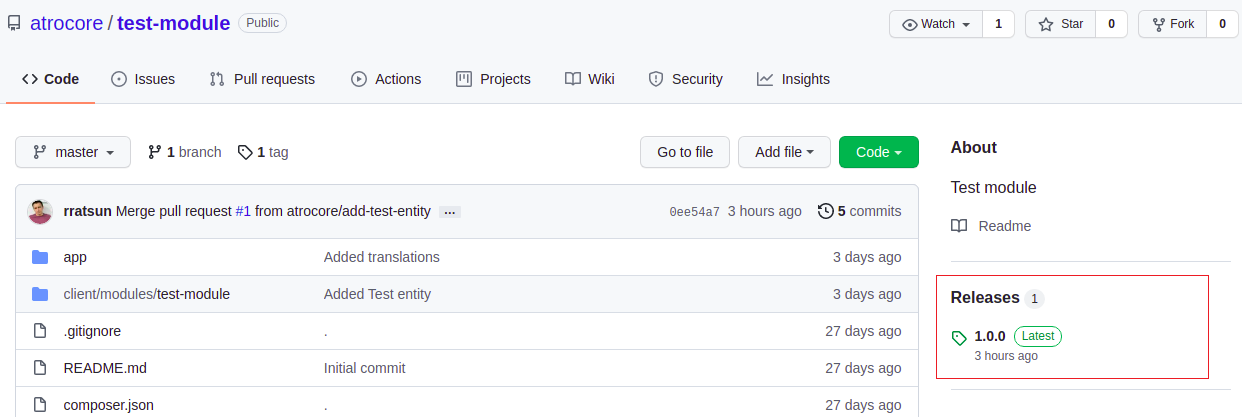 atrocore / test-module Public Watch 1 Star 0 Fork 0
Code Issues Pull requests Actions Projects Wiki Security Insights
master 1 branch 1 tag Go to file Add file Code
rratsun Merge pull request #1 from atrocore/add-test-entity ... 0ee54a7 3 hours ago 5 commits
app Added translations 3 days ago
client/modules/test-module Added Test entity 3 days ago
.gitignore . 27 days ago
README.md Initial commit 27 days ago
composer.json . 27 days ago
About
Test module
Readme
Releases 1
1.0.0 Latest
3 hours ago